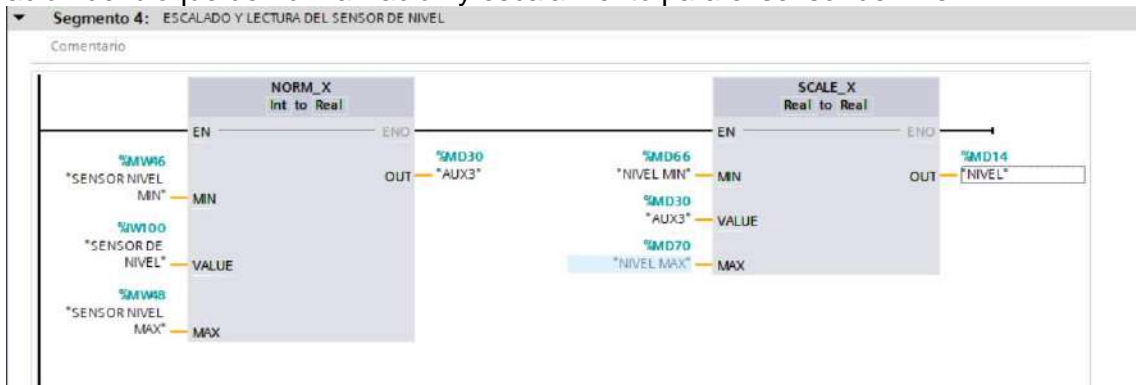 Segmento 4: ESCALADO Y LECTURA DEL SENSOR DE NIVEL
Comentario
NORM_X
Int to Real
EN ENO
%MW46
"SENSOR NIVEL
MIN" MIN
%IW100
"SENSOR DE
NIVEL" VALUE
%MW48
"SENSOR NIVEL
MAX" MAX
%MD30
OUT "AUX3"
SCALE_X
Real to Real
EN ENO
%MD66
"NIVEL MIN" MIN
%MD30
"AUX3" VALUE
%MD70
"NIVEL MAX" MAX
%MD14
OUT "NIVEL"